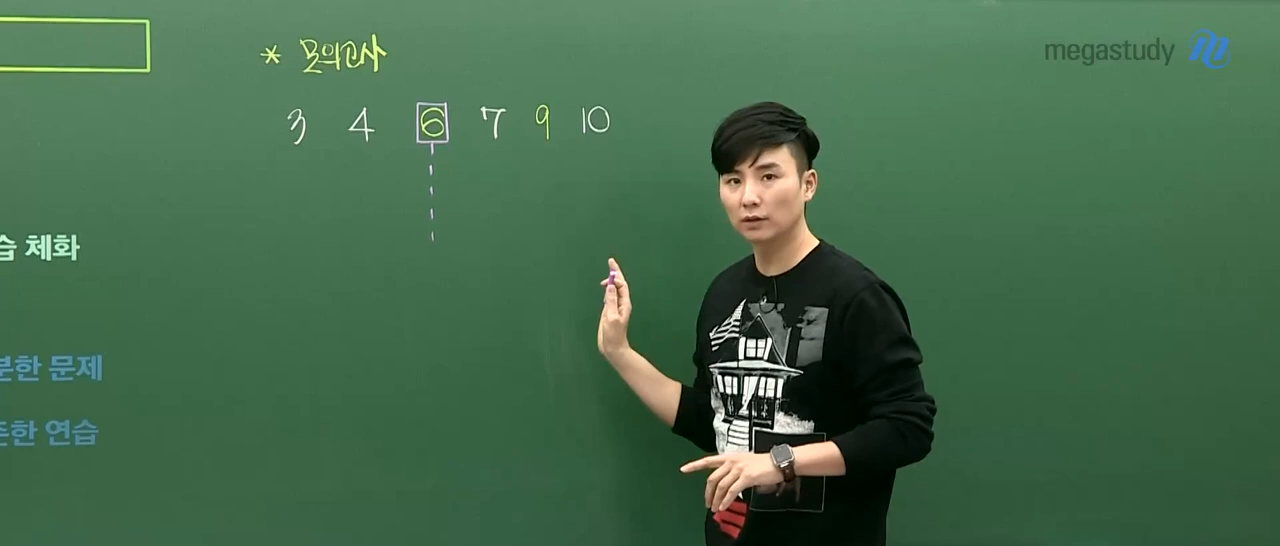 * 모의고사
megastudy
3 4 6 7 9 10
습 체화
분한 문제
준한 연습